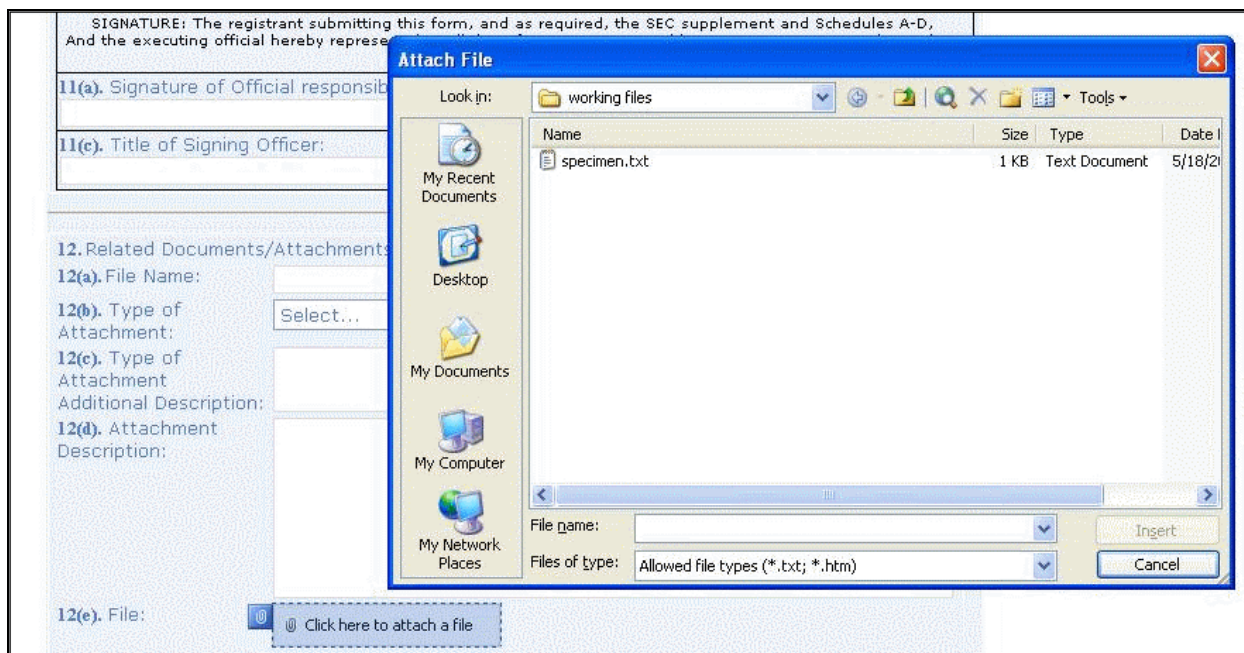 SIGNATURE: The registrant submitting this form, and as required, the SEC supplement and Schedules A-D,
And the executing official hereby
11(a). Signature of Official
11(c). Title of Signing Officer:
12. Related Documents/Attachments
12(a). File Name:
12(b). Type of
Attachment:
Select...
12(c). Type of
Attachment
Additional Description:
12(d). Attachment
Description:
12(e). File:
Click here to attach a file
Attach File
Look in:
working files
Tools
My Recent
Documents
Desktop
My Documents
My Computer
My Network
Places
Name
Size
Type
Date
specimen.txt
1 KB
Text Document
5/18/2
File name:
Insert
Files of type:
Allowed file types (*.txt; *.htm)
Cancel